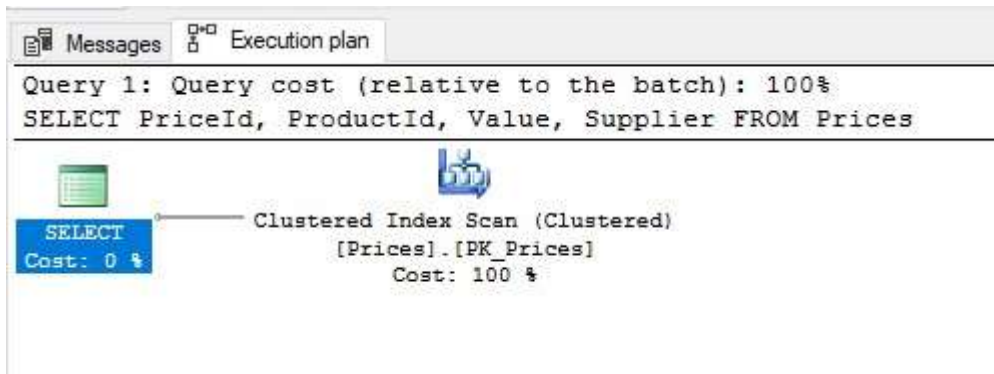 Messages Execution plan
Query 1: Query cost (relative to the batch): 100%
SELECT PriceId, ProductId, Value, Supplier FROM Prices
SELECT
Cost: 0 %
Clustered Index Scan (Clustered)
[Prices].[PK_Prices]
Cost: 100 %